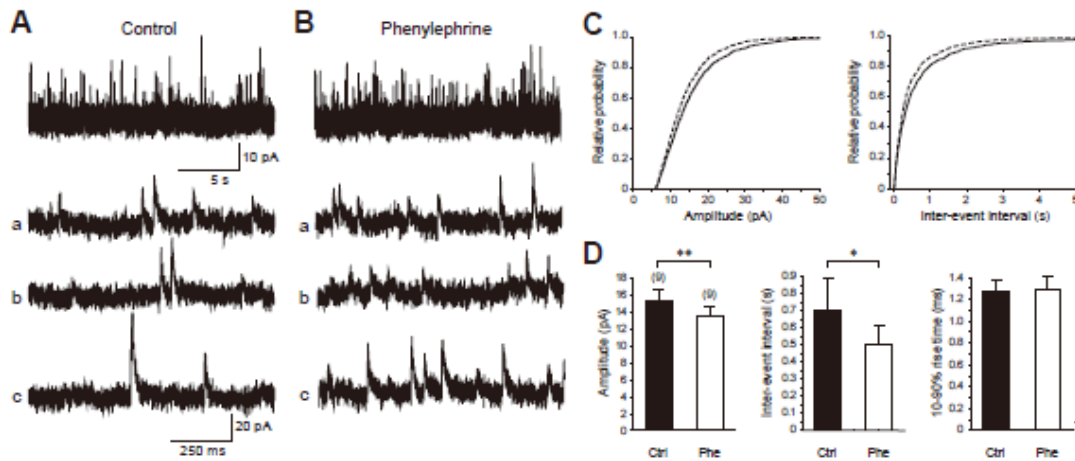 A
Control
10 pA
5 s
a
b
c
20 pA
250 ms
B
Phenylephrine
a
b
c
C
Relative probability
1.0
0.8
0.6
0.4
0.2
0
0 10 20 30 40 50
Amplitude (pA)
Relative probability
1.0
0.8
0.6
0.4
0.2
0
0 1 2 3 4 5
Inter-event interval (s)
D
Amplitude (pA)
18
16
14
12
10
8
6
4
2
0
**
(9)
(9)
Ctrl Phe
Inter-event interval (s)
0.9
0.8
0.7
0.6
0.5
0.4
0.3
0.2
0.1
0
*
Ctrl Phe
10-90% rise time (ms)
1.4
1.2
1.0
0.8
0.6
0.4
0.2
0
Ctrl Phe